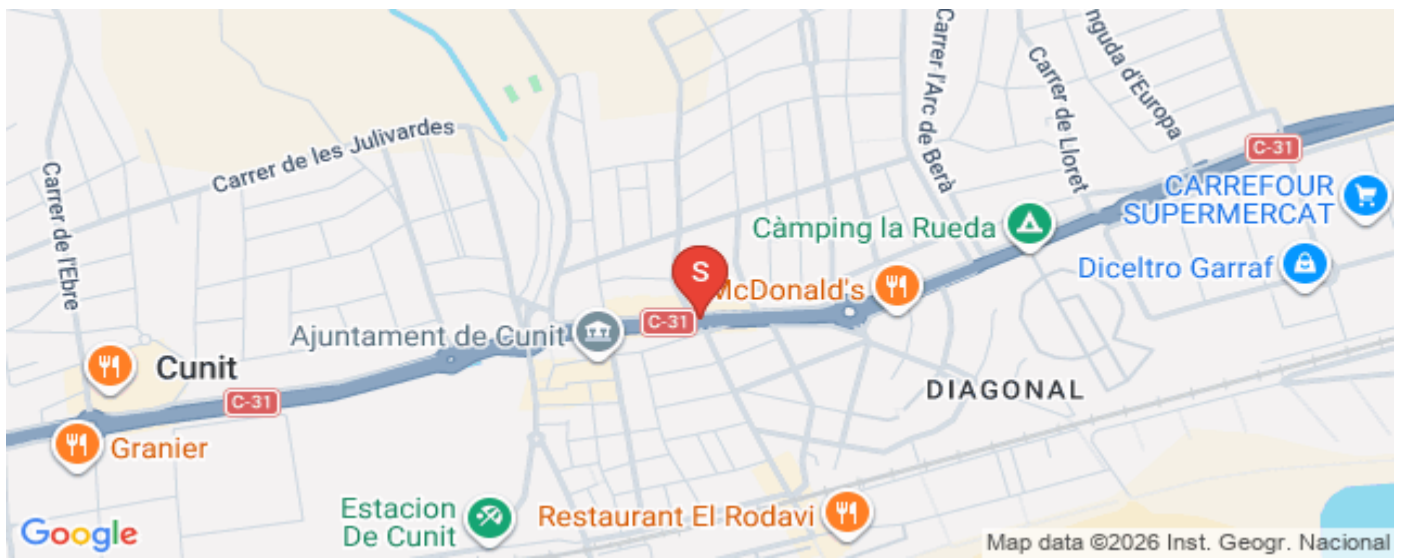 Carrer de l'Ebre
Carrer de les Julivardes
Carrer l'Arc de Berà
Carrer de Lloret
nguda d'Europa
C-31
CARREFOUR
SUPERMERCAT
Càmping la Rueda
Diceltro Garraf
S
McDonald's
C-31
Ajuntament de Cunit
Cunit
C-31
DIAGONAL
Granier
Estacion
De Cunit
Restaurant El Rodavi
Google
Map data ©2026 Inst. Geogr. Nacional